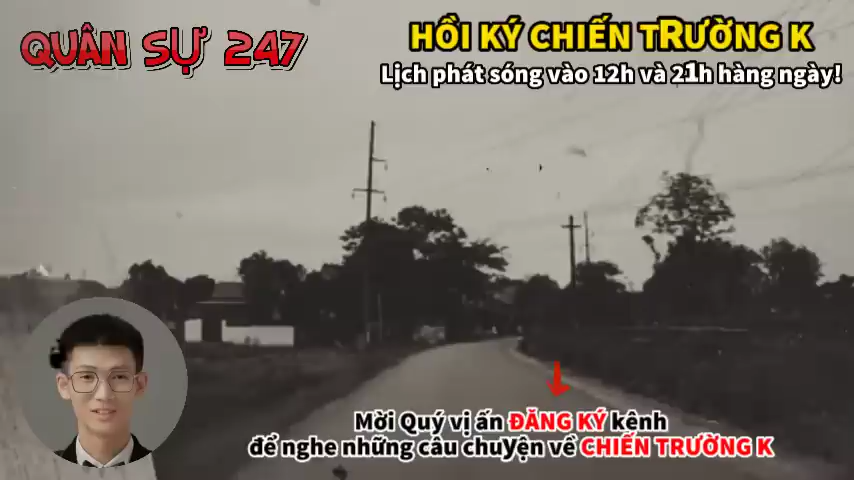 QUÂN SỰ 247
HỒI KÝ CHIẾN TRƯỜNG K
Lịch phát sóng vào 12h và 21h hàng ngày!
Mời Quý vị ấn ĐĂNG KÝ kênh
để nghe những câu chuyện về CHIẾN TRƯỜNG K